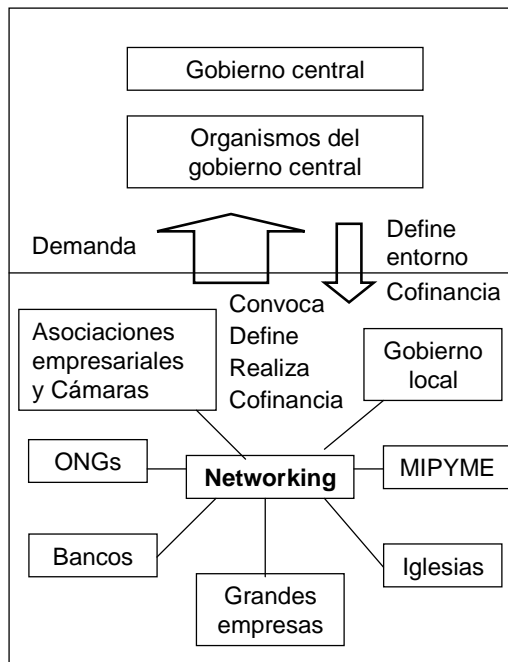 Gobierno central
Organismos del
gobierno central
Demanda
Define
entorno
Cofinancia
Convoca
Define
Realiza
Cofinancia
Asociaciones
empresariales
y Cámaras
Gobierno
local
ONGs
Networking
MIPYME
Bancos
Iglesias
Grandes
empresas